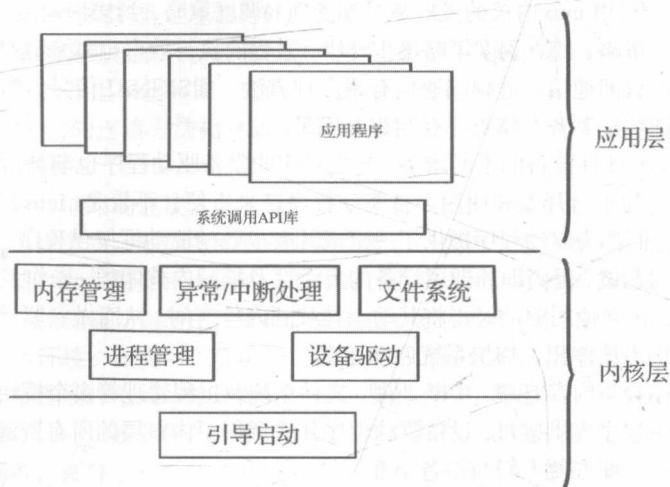 应用程序
应用层
系统调用API库
内存管理
异常/中断处理
文件系统
进程管理
设备驱动
内核层
引导启动